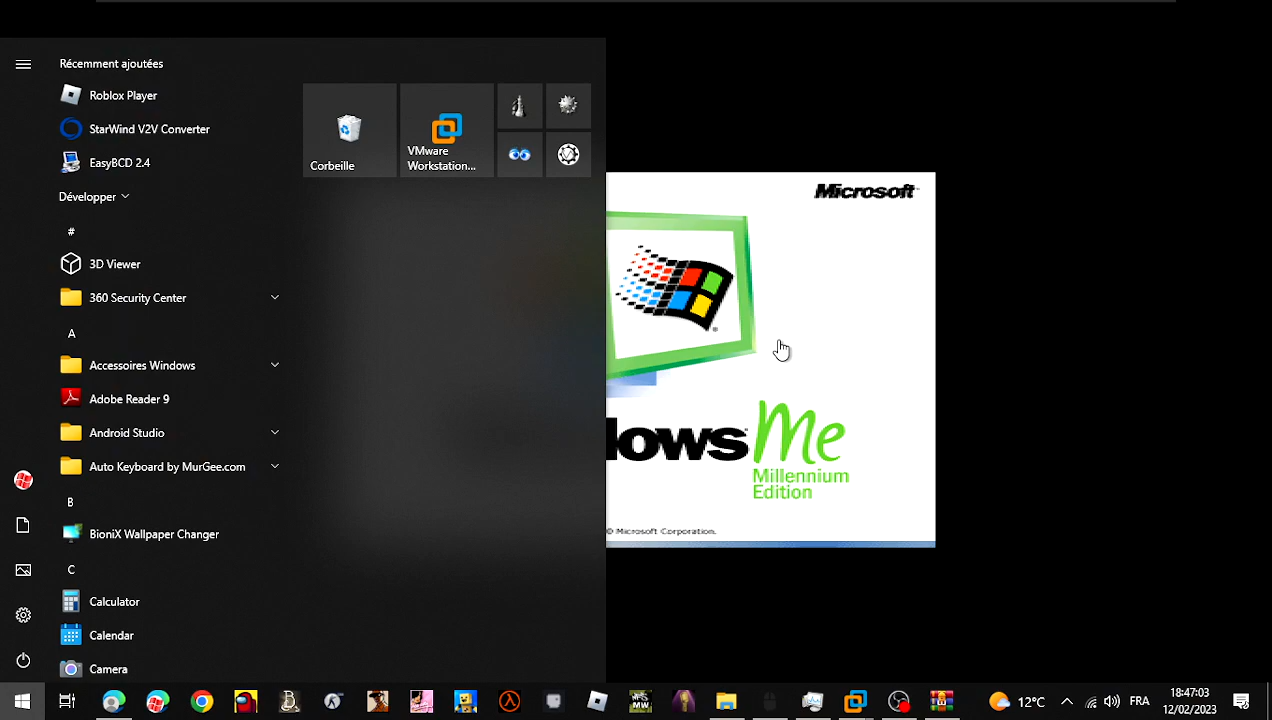 Récemment ajoutées
Roblox Player
StarWind V2V Converter
EasyBCD 2.4
Développer
#
3D Viewer
360 Security Center
A
Accessoires Windows
Adobe Reader 9
Android Studio
Auto Keyboard by MurGee.com
B
BioniX Wallpaper Changer
C
Calculator
Calendar
Camera
Corbeille
VMware
Workstation...
Microsoft
lows Me
Millennium
Edition
© Microsoft Corporation.
MW
12°C
FRA
18:47:03
12/02/2023